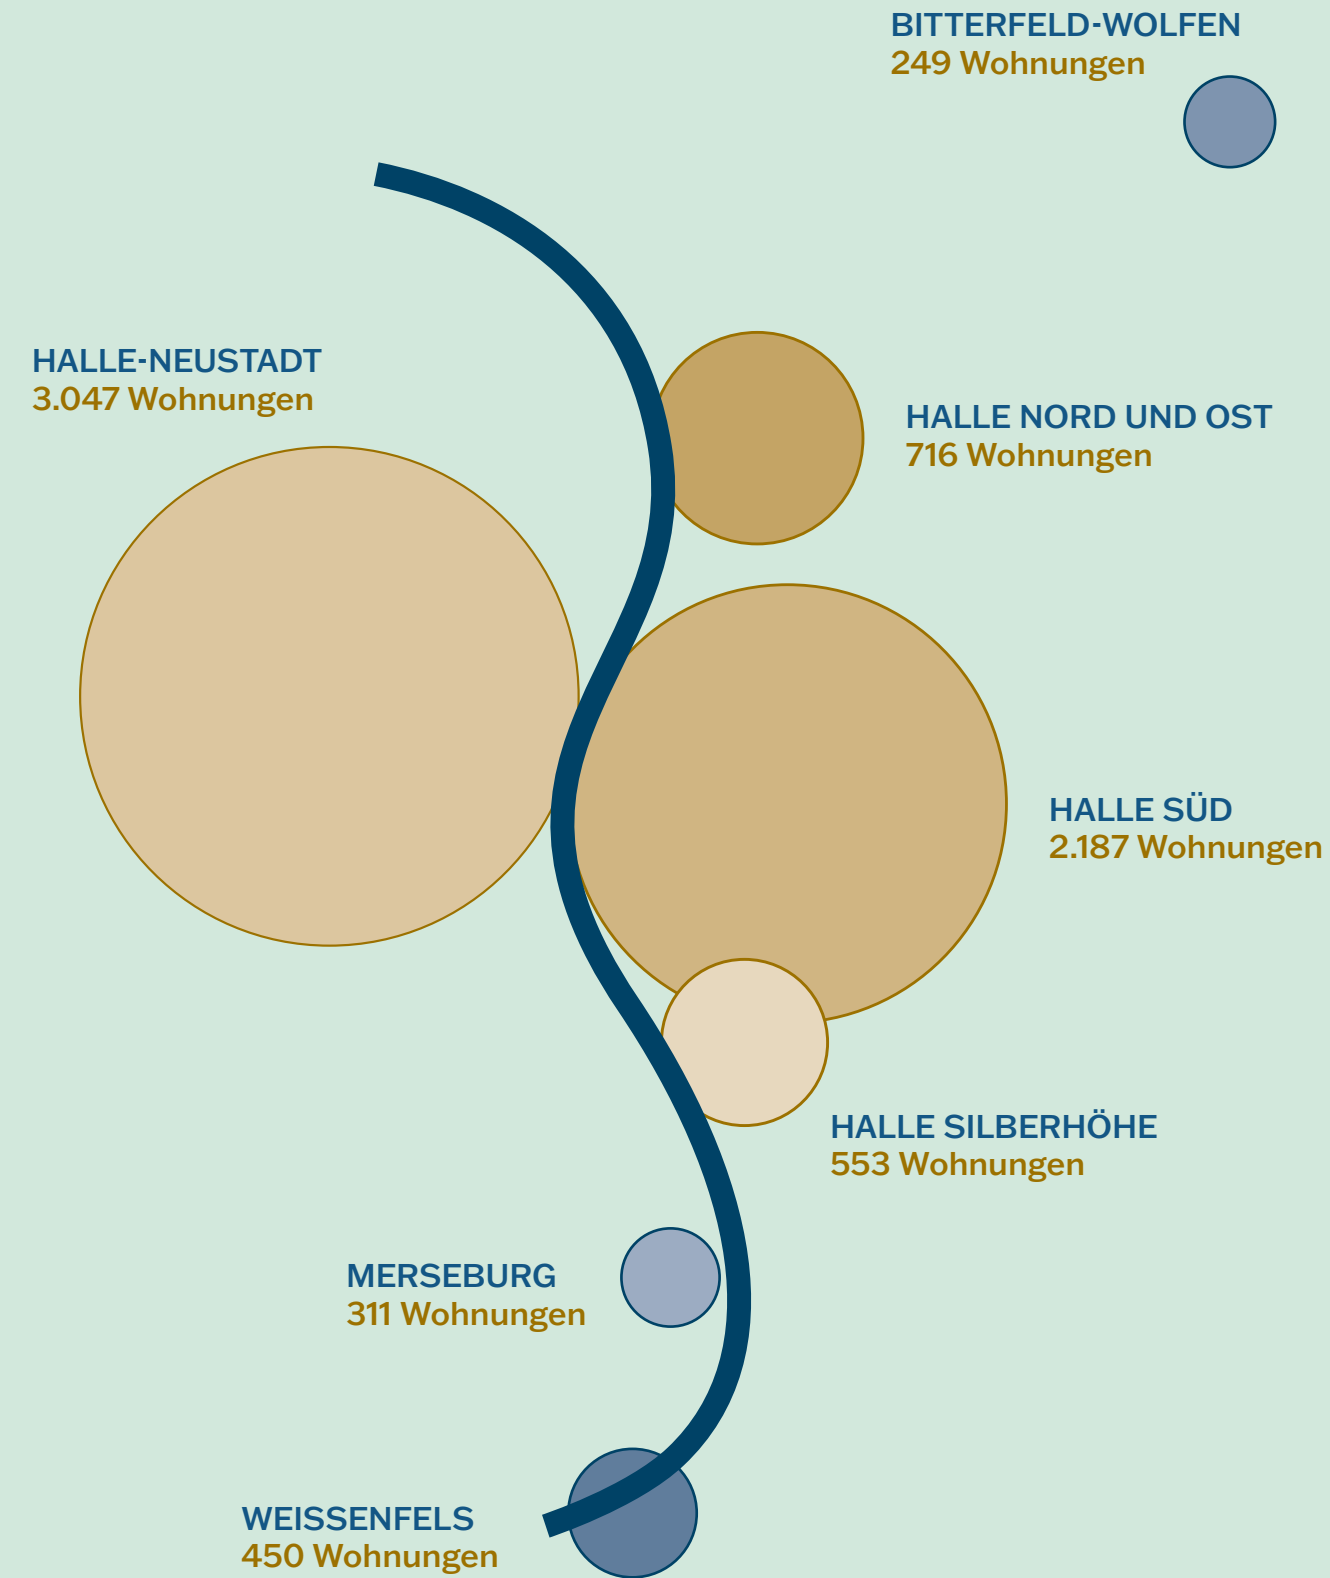 BITTERFELD-WOLFEN
249 Wohnungen
HALLE-NEUSTADT
3.047 Wohnungen
HALLE NORD UND OST
716 Wohnungen
HALLE SÜD
2.187 Wohnungen
HALLE SILBERHÖHE
553 Wohnungen
MERSEBURG
311 Wohnungen
WEISSENFELS
450 Wohnungen